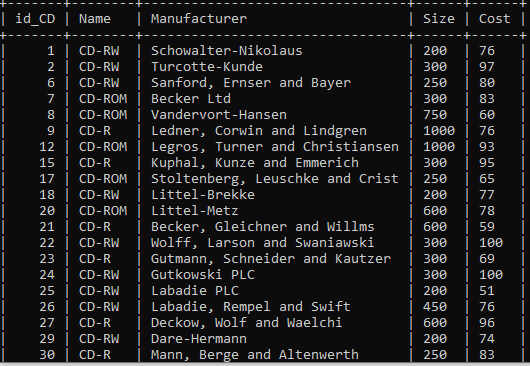 | id_CD | Name | Manufacturer | Size | Cost |
| 1 | CD-RW | Schowalter-Nikolaus | 200 | 76 |
| 2 | CD-RW | Turcotte-Kunde | 300 | 97 |
| 6 | CD-RW | Sanford, Ernser and Bayer | 250 | 80 |
| 7 | CD-ROM | Becker Ltd | 300 | 83 |
| 8 | CD-ROM | Vandervort-Hansen | 750 | 60 |
| 9 | CD-R | Ledner, Corwin and Lindgren | 1000 | 76 |
| 12 | CD-ROM | Legros, Turner and Christiansen | 1000 | 93 |
| 15 | CD-R | Kuphal, Kunze and Emmerich | 300 | 95 |
| 17 | CD-ROM | Stoltenberg, Leuschke and Crist | 250 | 65 |
| 18 | CD-RW | Littel-Brekke | 200 | 77 |
| 20 | CD-ROM | Littel-Metz | 600 | 78 |
| 21 | CD-R | Becker, Gleichner and Willms | 600 | 59 |
| 22 | CD-RW | Wolff, Larson and Swaniawski | 300 | 100 |
| 23 | CD-R | Gutmann, Schneider and Kautzer | 300 | 69 |
| 24 | CD-RW | Gutkowski PLC | 300 | 100 |
| 25 | CD-RW | Labadie PLC | 200 | 51 |
| 26 | CD-RW | Labadie, Rempel and Swift | 450 | 76 |
| 27 | CD-R | Deckow, Wolf and Waelchi | 600 | 96 |
| 29 | CD-RW | Dare-Hermann | 200 | 74 |
| 30 | CD-R | Mann, Berge and Altenwerth | 250 | 83 |